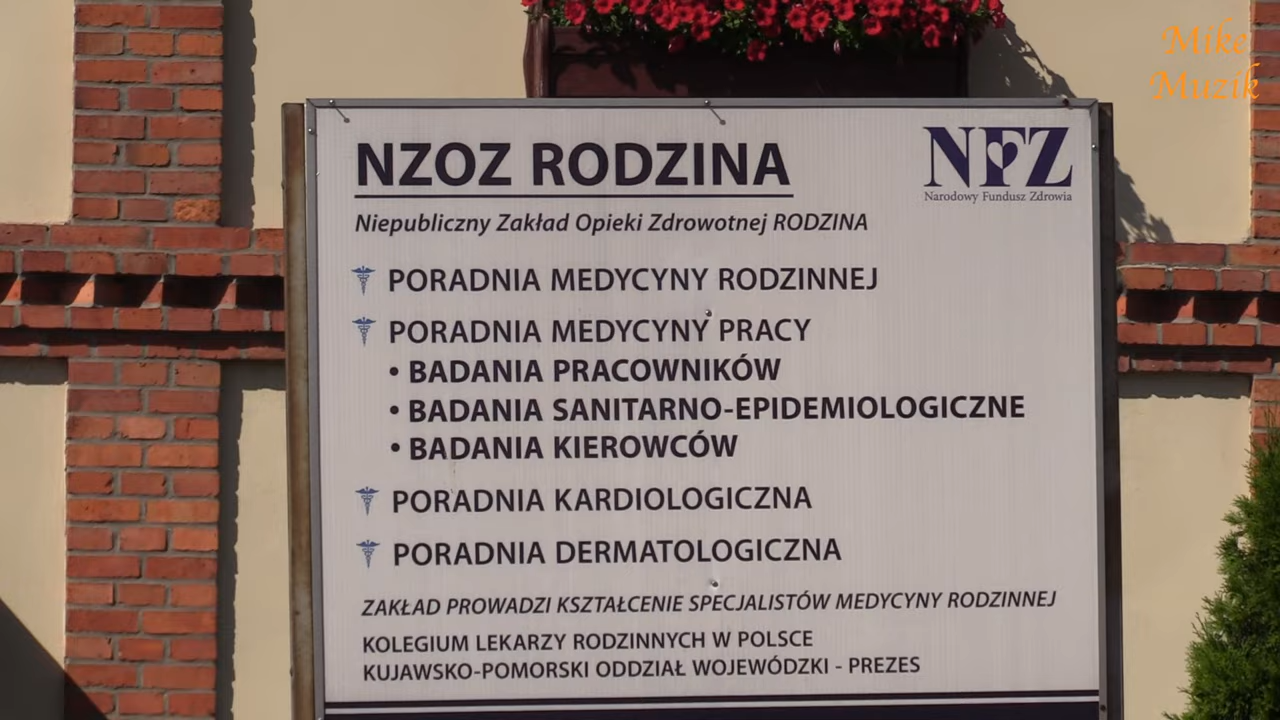 Mike
Muzik
NZOZ RODZINA
NFZ
Narodowy Fundusz Zdrowia
Niepubliczny Zakład Opieki Zdrowotnej RODZINA
PORADNIA MEDYCYNY RODZINNEJ
PORADNIA MEDYCYNY PRACY
• BADANIA PRACOWNIKÓW
• BADANIA SANITARNO-EPIDEMIOLOGICZNE
• BADANIA KIEROWCÓW
PORADNIA KARDIOLOGICZNA
PORADNIA DERMATOLOGICZNA
ZAKŁAD PROWADZI KSZTAŁCENIE SPECJALISTÓW MEDYCYNY RODZINNEJ
KOLEGIUM LEKARZY RODZINNYCH W POLSCE
KUJAWSKO-POMORSKI ODDZIAŁ WOJEWÓDZKI - PREZES